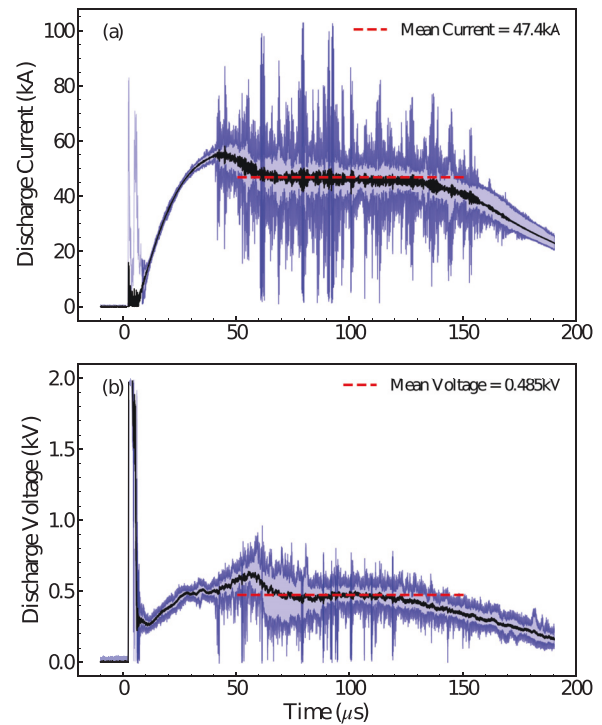 (a)
Mean Current = 47.4kA
100
80
60
40
20
0
Discharge Current (kA)
0 50 100 150 200
(b)
Mean Voltage = 0.485kV
2.0
1.5
1.0
0.5
0.0
Discharge Voltage (kV)
0 50 100 150 200
Time (μs)